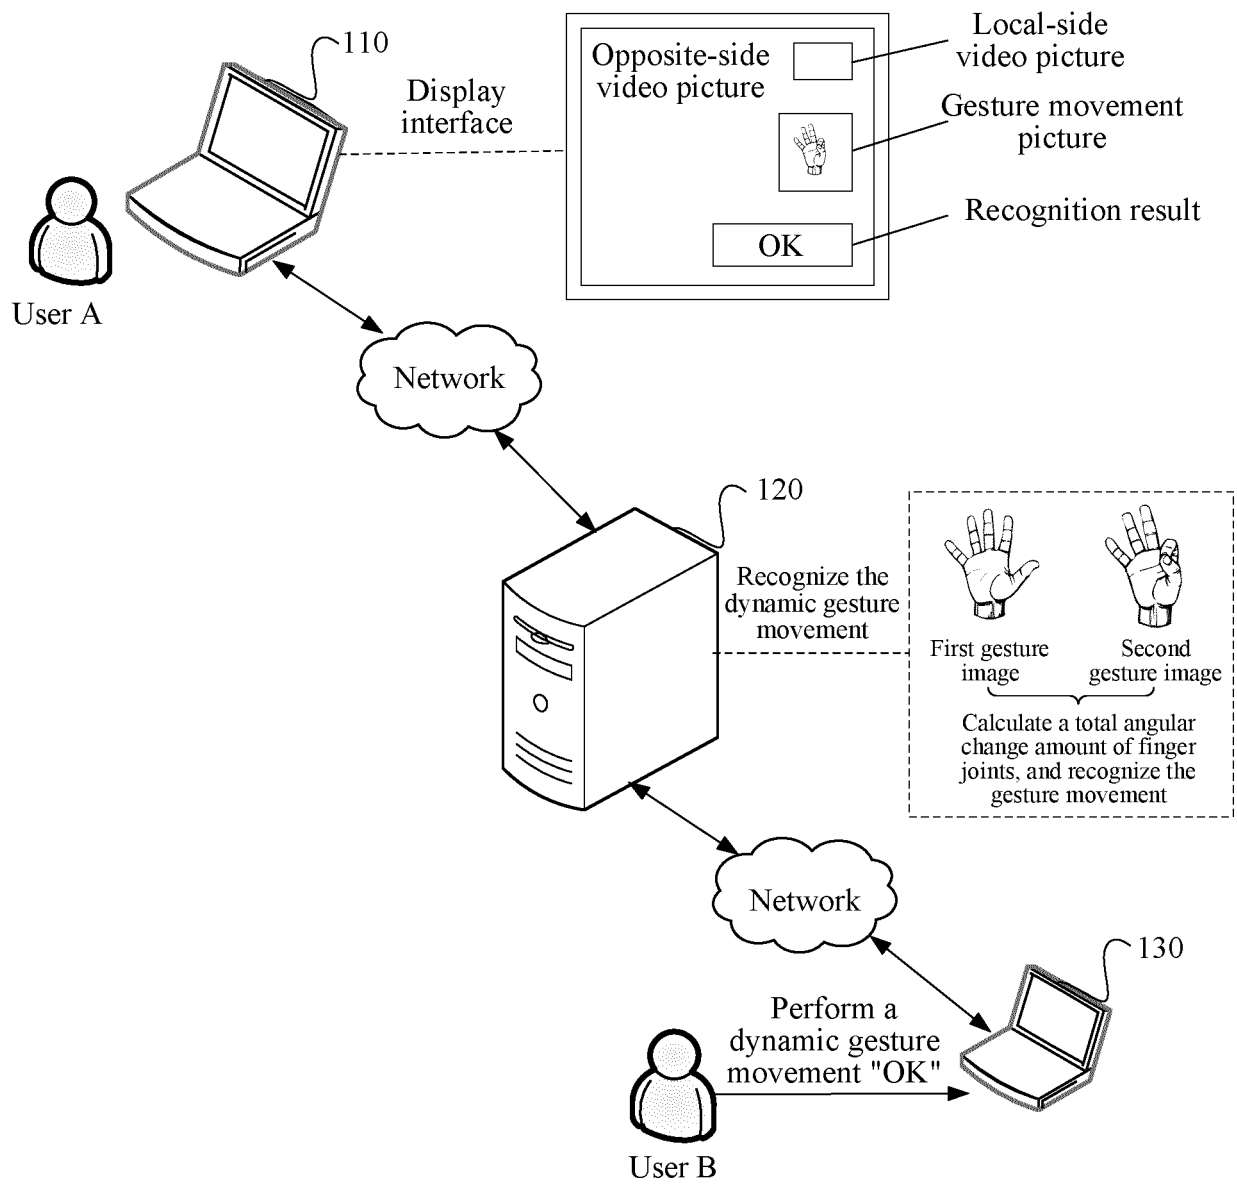 110
Display
interface
Opposite-side
video picture
Local-side
video picture
Gesture movement
picture
Recognition result
OK
User A
Network
120
Recognize the
dynamic gesture
movement
First gesture
image
Second
gesture image
Calculate a total angular
change amount of finger
joints, and recognize the
gesture movement
Network
130
Perform a
dynamic gesture
movement "OK"
User B